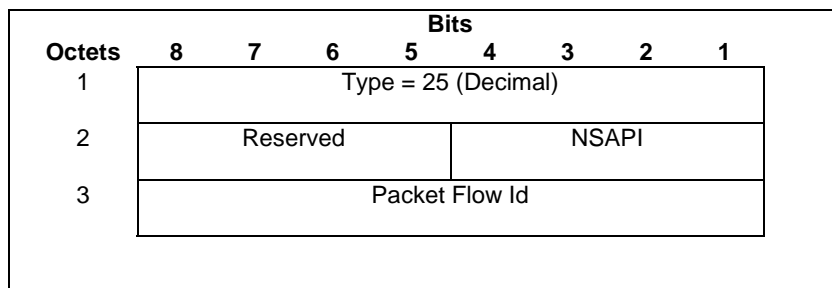 Bits
Octets 8 7 6 5 4 3 2 1
1 Type = 25 (Decimal)
2 Reserved NSAPI
3 Packet Flow Id